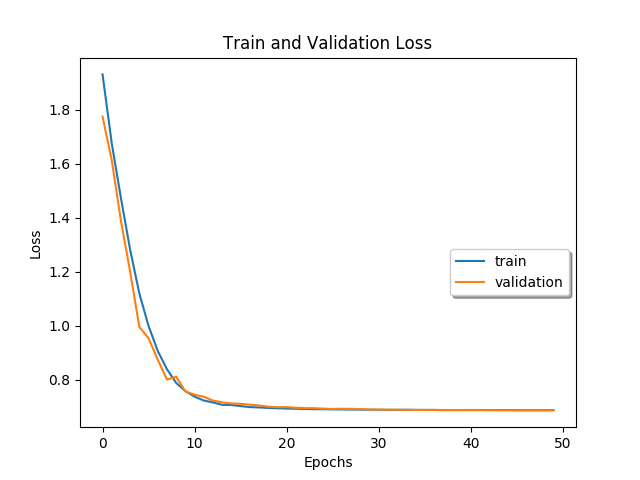 Train and Validation Loss
Loss
1.8
1.6
1.4
1.2
1.0
0.8
train
validation
0 10 20 30 40 50
Epochs